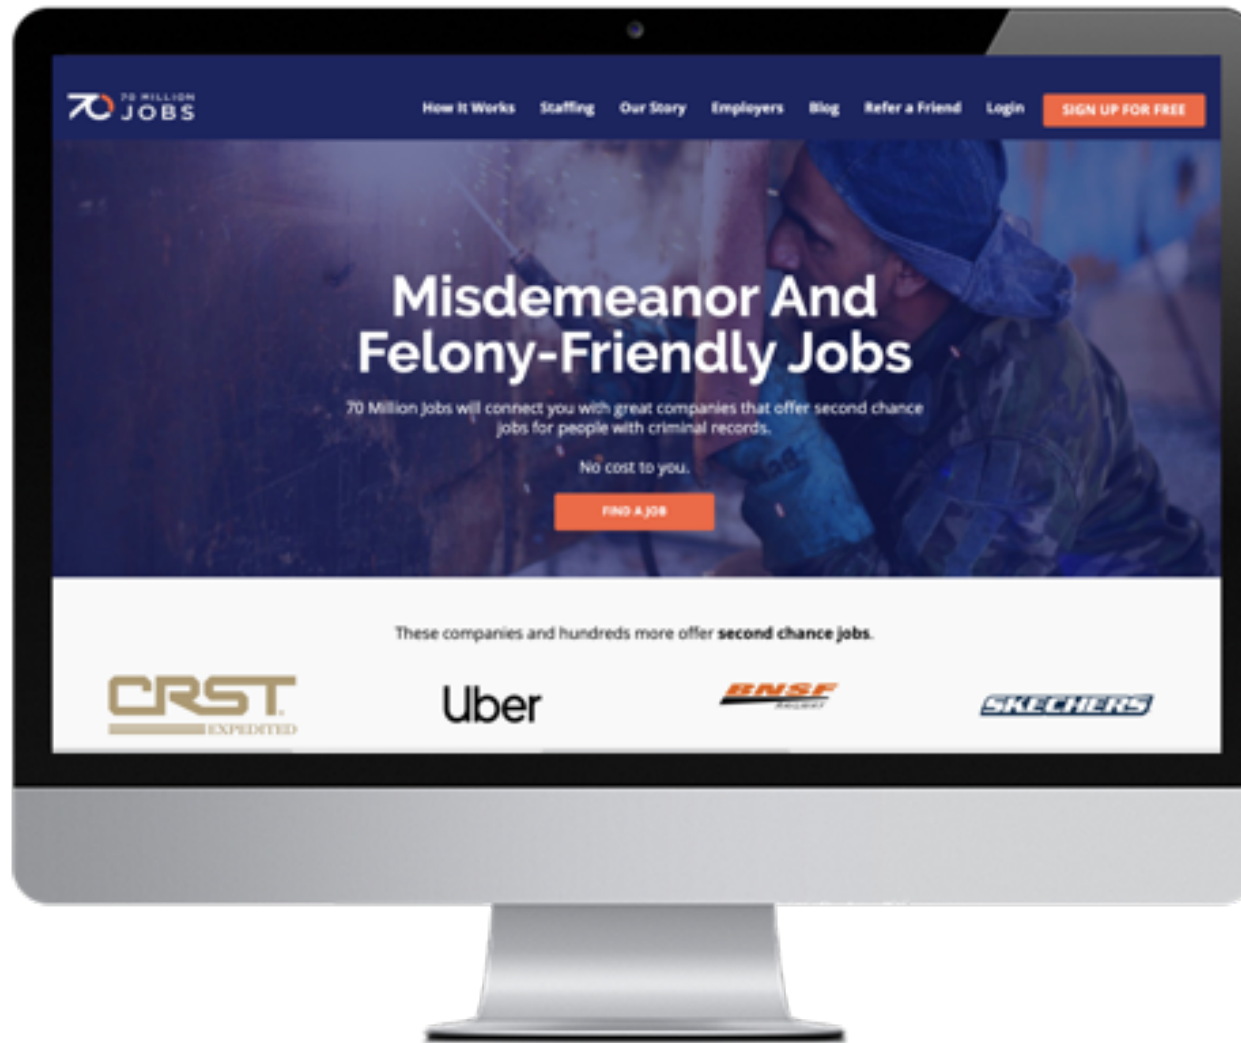 70 MILLION
JOBS
How It Works Staffing Our Story Employers Blog Refer a Friend Login SIGN UP FOR FREE
Misdemeanor And
Felony-Friendly Jobs
70 Million Jobs will connect you with great companies that offer second chance
jobs for people with criminal records.
No cost to you.
FIND A JOB
These companies and hundreds more offer second chance jobs.
CRST EXPEDITED
Uber
BNSF RAILWAY
SKECHERS